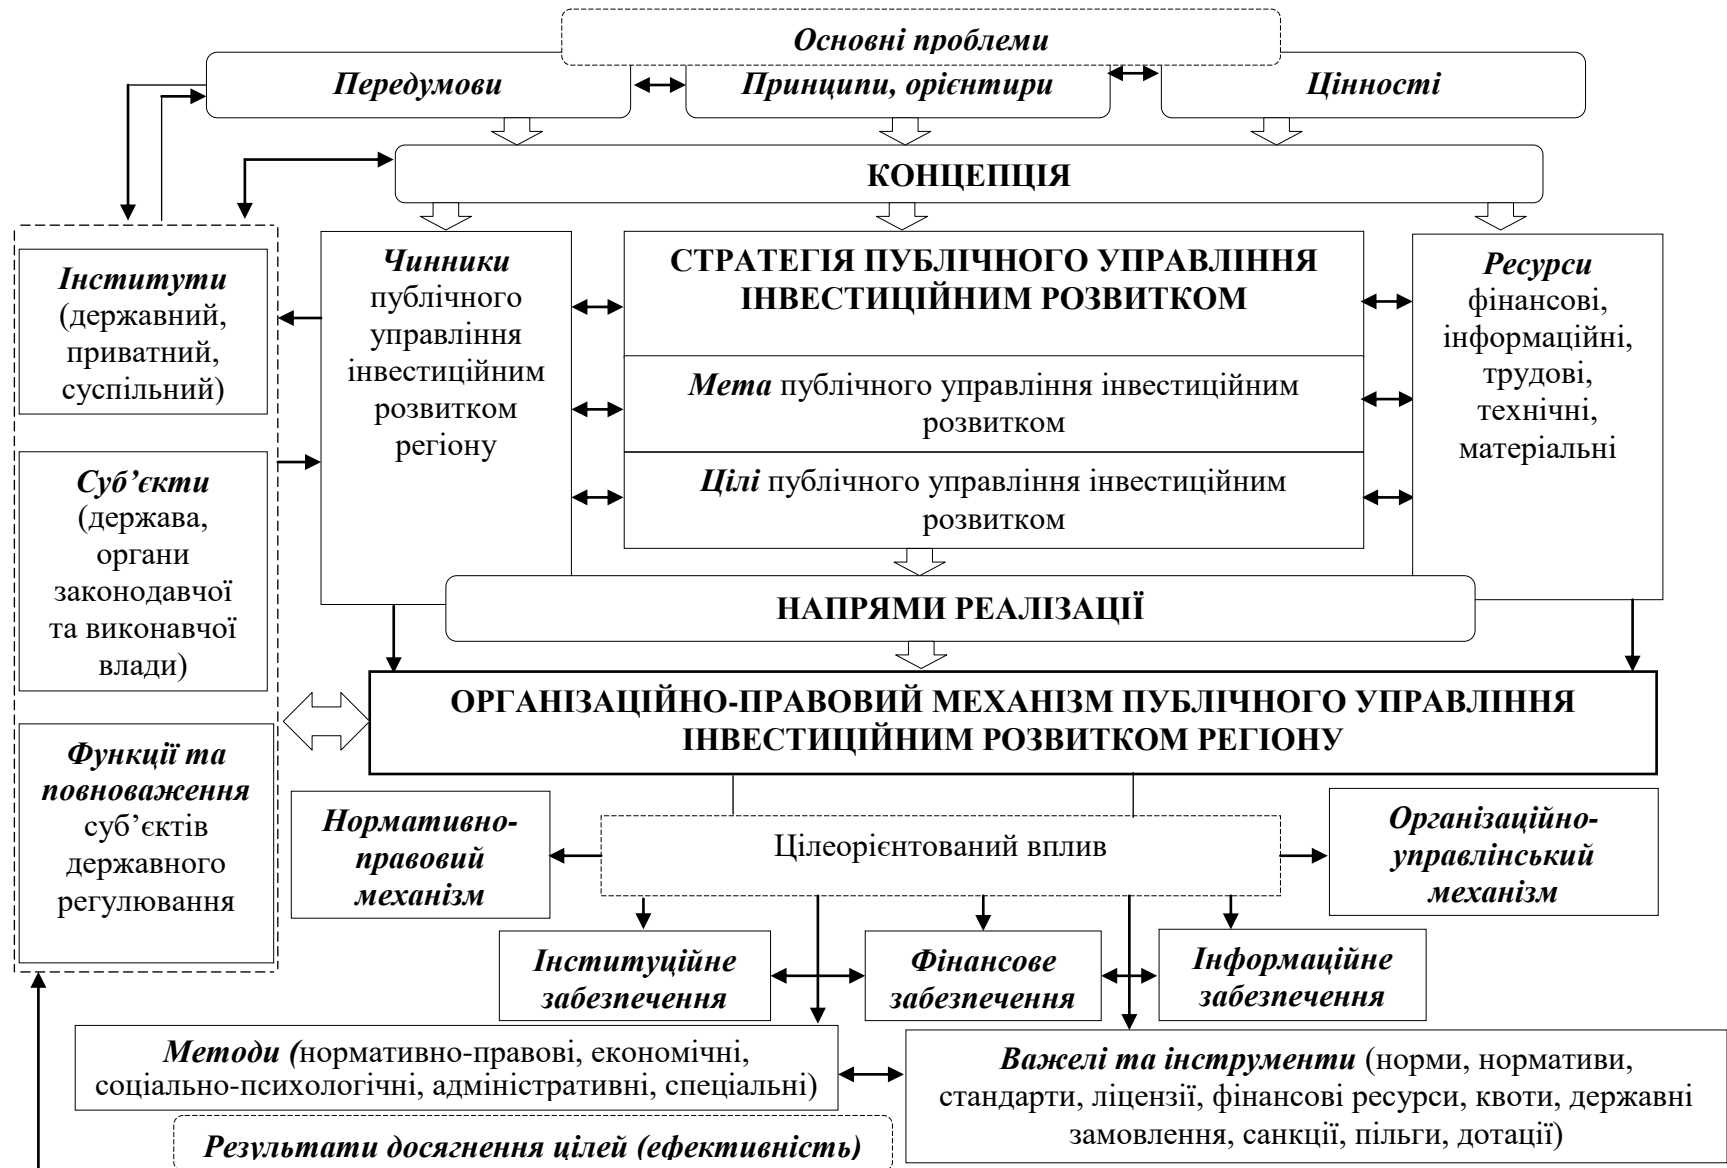 Основні проблеми
Передумови
Принципи, орієнтири
Цінності
КОНЦЕПЦІЯ
Інститути
(державний,
приватний,
суспільний)
Суб’єкти
(держава,
органи
законодавчої
та виконавчої
влади)
Функції та
повноваження
суб’єктів
державного
регулювання
Чинники
публічного
управління
інвестиційним
розвитком
регіону
СТРАТЕГІЯ ПУБЛІЧНОГО УПРАВЛІННЯ
ІНВЕСТИЦІЙНИМ РОЗВИТКОМ
Мета публічного управління інвестиційним
розвитком
Цілі публічного управління інвестиційним
розвитком
Ресурси
фінансові,
інформаційні,
трудові,
технічні,
матеріальні
НАПРЯМИ РЕАЛІЗАЦІЇ
ОРГАНІЗАЦІЙНО-ПРАВОВИЙ МЕХАНІЗМ ПУБЛІЧНОГО УПРАВЛІННЯ
ІНВЕСТИЦІЙНИМ РОЗВИТКОМ РЕГІОНУ
Нормативно-
правовий
механізм
Цілеорієнтований вплив
Організаційно-
управлінський
механізм
Інституційне
забезпечення
Фінансове
забезпечення
Інформаційне
забезпечення
Методи (нормативно-правові, економічні,
соціально-психологічні, адміністративні, спеціальні)
Важелі та інструменти (норми, нормативи,
стандарти, ліцензії, фінансові ресурси, квоти, державні
замовлення, санкції, пільги, дотації)
Результати досягнення цілей (ефективність)